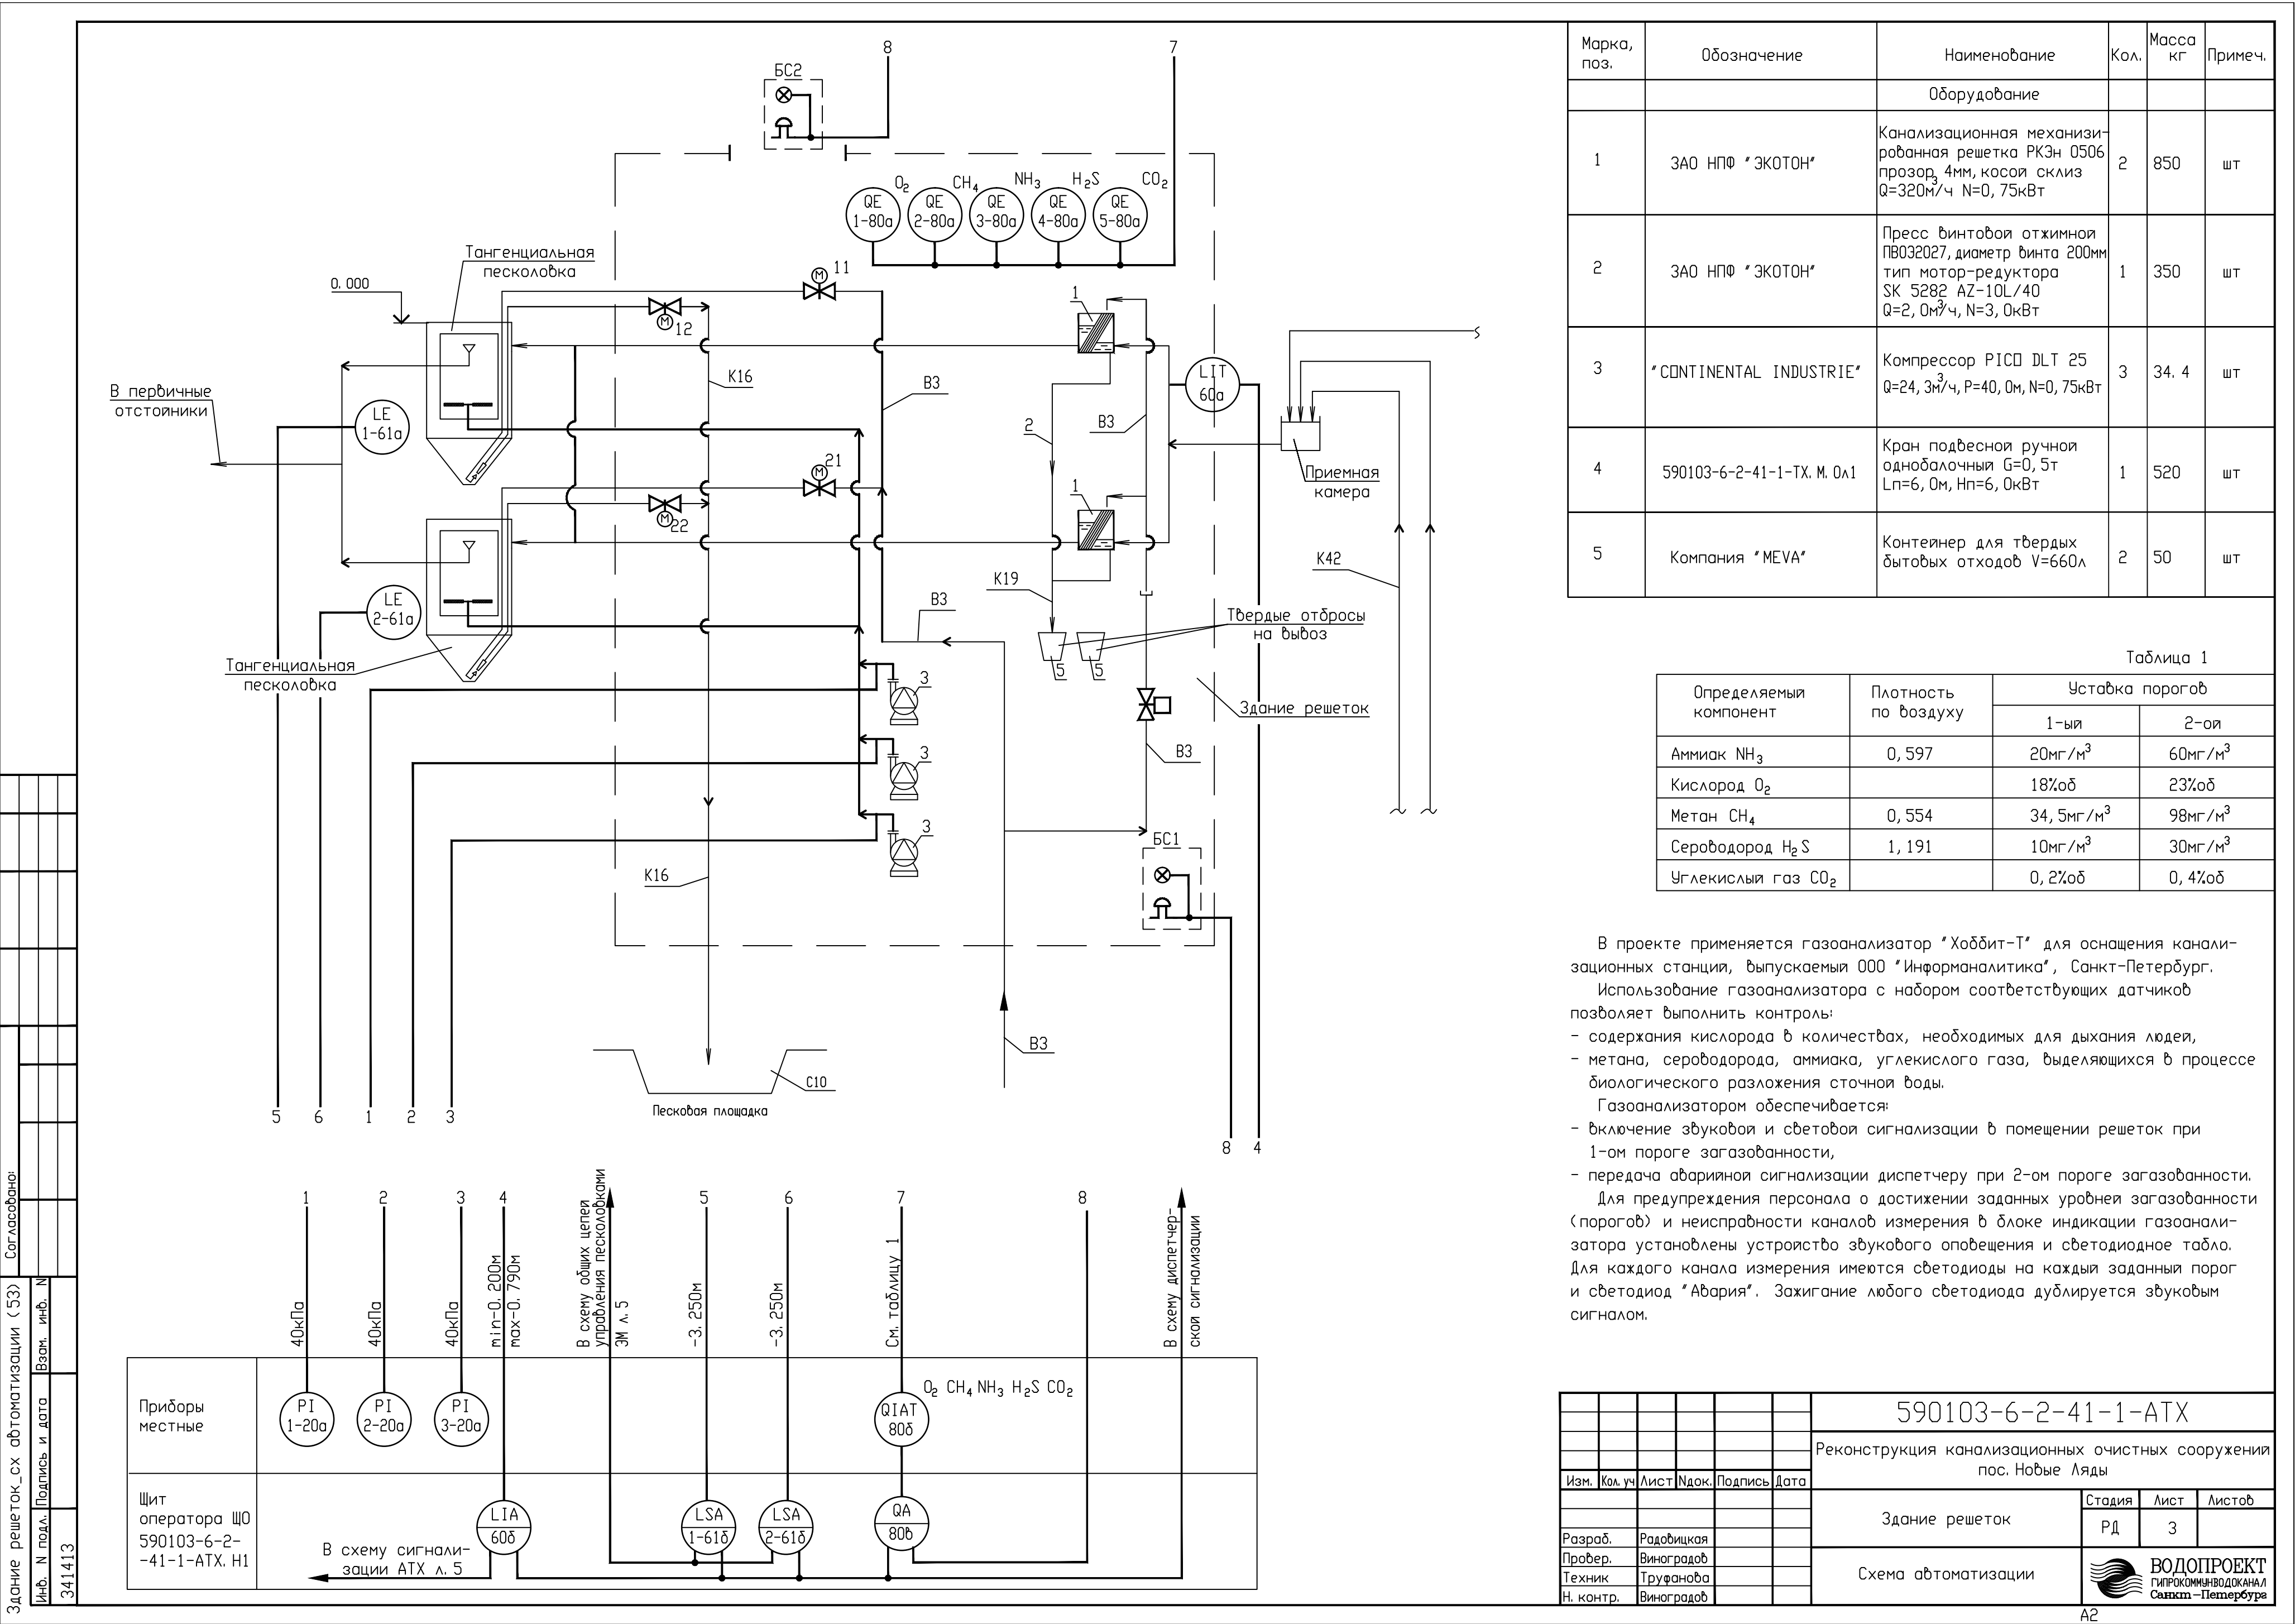 8
7
БС2
O2
CH4
NH3
H2S
CO2
QE
1-80а
QE
2-80а
QE
3-80а
QE
4-80а
QE
5-80а
Тангенциальная
песколовка
0.000
М
11
М
12
1
К16
В3
LIT
60а
В первичные
отстойники
LE
1-61а
2
В3
М
21
М
22
1
Приемная
камера
К42
К19
LE
2-61а
В3
Твердые отбросы
на вывоз
5
5
Тангенциальная
песколовка
3
Здание решеток
3
В3
3
БС1
К16
В3
С10
Песковая площадка
5
6
1
2
3
8
4
1
2
3
4
5
6
7
8
40кПа
40кПа
40кПа
min-0.200м
max-0.790м
В схему общих цепей
управления песколовками
ЭМ л.5
-3.250м
-3.250м
См. таблицу 1
В схему диспетчер-
ской сигнализации
Приборы
местные
PI
1-20а
PI
2-20а
PI
3-20а
O2 CH4 NH3 H2S CO2
QIAT
80б
Щит
оператора ЩО
590103-6-2-
-41-1-АТХ.Н1
LIA
60б
LSA
1-61б
LSA
2-61б
QA
80в
В схему сигнали-
зации АТХ л.5
Марка,
поз.
Обозначение
Наименование
Кол.
Масса
кг
Примеч.
Оборудование
1
ЗАО НПФ "ЭКОТОН"
Канализационная механизи-
рованная решетка РКЭн 0506
прозор 4мм, косой склиз
Q=320м3/ч N=0,75кВт
2
850
шт
2
ЗАО НПФ "ЭКОТОН"
Пресс винтовой отжимной
ПВО32027, диаметр винта 200мм
тип мотор-редуктора
SK 5282 AZ-10L/40
Q=2,0м3/ч, N=3,0кВт
1
350
шт
3
"CONTINENTAL INDUSTRIE"
Компрессор PICO DLT 25
Q=24,3м3/ч, Р=40,0м, N=0,75кВт
3
34.4
шт
4
590103-6-2-41-1-ТХ.М.Ол1
Кран подвесной ручной
однобалочный G=0,5т
Lп=6,0м, Нп=6,0кВт
1
520
шт
5
Компания "MEVA"
Контейнер для твердых
бытовых отходов V=660л
2
50
шт
Таблица 1
Определяемый
компонент
Плотность
по воздуху
Уставка порогов
1-ый
2-ой
Аммиак NH3
0,597
20мг/м3
60мг/м3
Кислород O2
18%об
23%об
Метан CH4
0,554
34,5мг/м3
98мг/м3
Сероводород H2S
1,191
10мг/м3
30мг/м3
Углекислый газ CO2
0,2%об
0,4%об
В проекте применяется газоанализатор "Хоббит-Т" для оснащения канали-
зационных станции, выпускаемый ООО "Информаналитика", Санкт-Петербург.
Использование газоанализатора с набором соответствующих датчиков
позволяет выполнить контроль:
- содержания кислорода в количествах, необходимых для дыхания людей,
- метана, сероводорода, аммиака, углекислого газа, выделяющихся в процессе
биологического разложения сточной воды.
Газоанализатором обеспечивается:
- включение звуковой и световой сигнализации в помещении решеток при
1-ом пороге загазованности,
- передача аварийной сигнализации диспетчеру при 2-ом пороге загазованности.
Для предупреждения персонала о достижении заданных уровней загазованности
(порогов) и неисправности каналов измерения в блоке индикации газоанали-
затора установлены устройство звукового оповещения и светодиодное табло.
Для каждого канала измерения имеются светодиоды на каждый заданный порог
и светодиод "Авария". Зажигание любого светодиода дублируется звуковым
сигналом.
590103-6-2-41-1-АТХ
Реконструкция канализационных очистных сооружений
пос. Новые Ляды
Изм.
Кол. уч
Лист
Nдок.
Подпись
Дата
Здание решеток
Стадия
Лист
Листов
РД
3
Разраб.
Радовицкая
Провер.
Виноградов
Техник
Труфанова
Н. контр.
Виноградов
Схема автоматизации
ВОДОПРОЕКТ
ГИПРОКОММУНВОДОКАНАЛ
Санкт-Петербург
А2
Согласовано:
Взам. инв. N
Подпись и дата
Инв. N подл.
341413
Здание решеток_сх автоматизации (53)